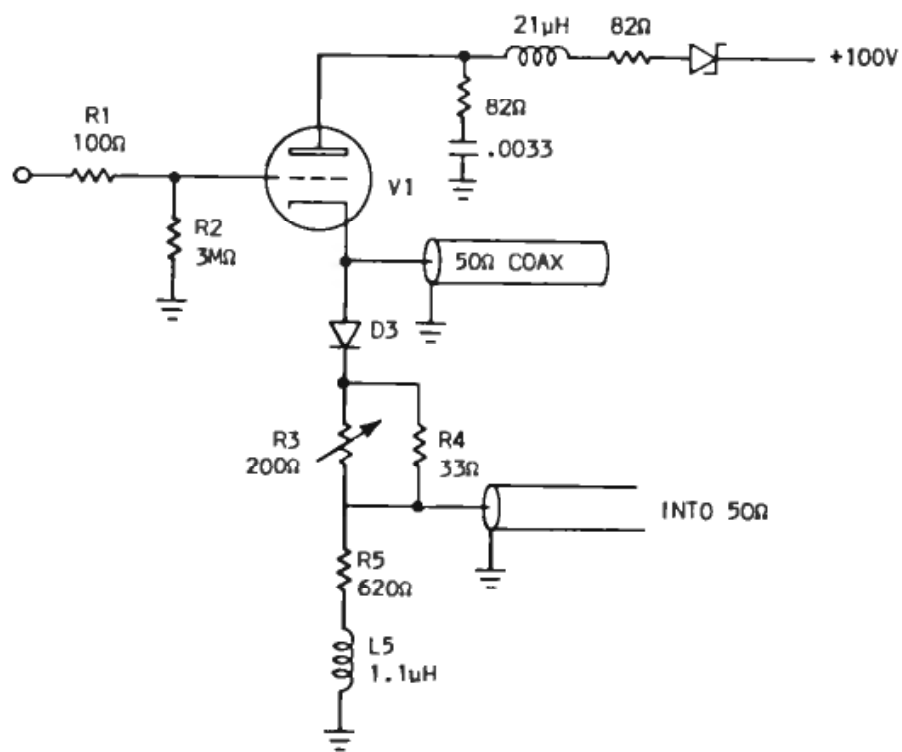 21µH
82Ω
+100V
82Ω
.0033
R1
100Ω
V1
R2
3MΩ
50Ω COAX
D3
R3
200Ω
R4
33Ω
INTO 50Ω
R5
620Ω
L5
1.1µH